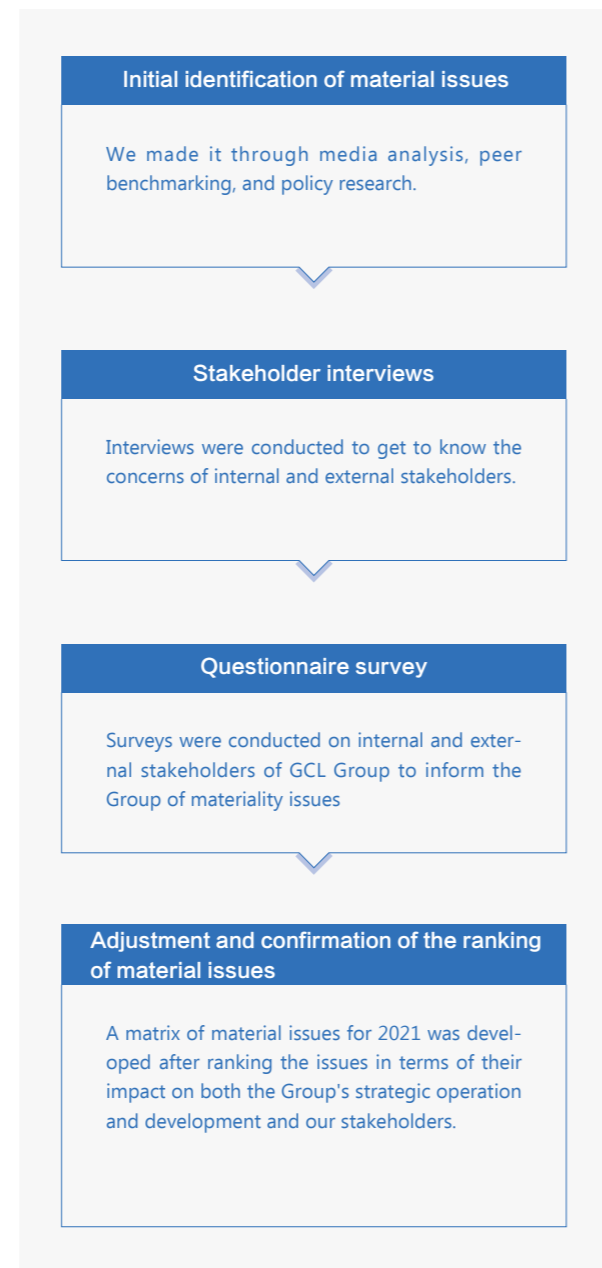 Initial identification of material issues
We made it through media analysis, peer
benchmarking, and policy research.
Stakeholder interviews
Interviews were conducted to get to know the
concerns of internal and external stakeholders.
Questionnaire survey
Surveys were conducted on internal and exter-
nal stakeholders of GCL Group to inform the
Group of materiality issues
Adjustment and confirmation of the ranking
of material issues
A matrix of material issues for 2021 was devel-
oped after ranking the issues in terms of their
impact on both the Group's strategic operation
and development and our stakeholders.